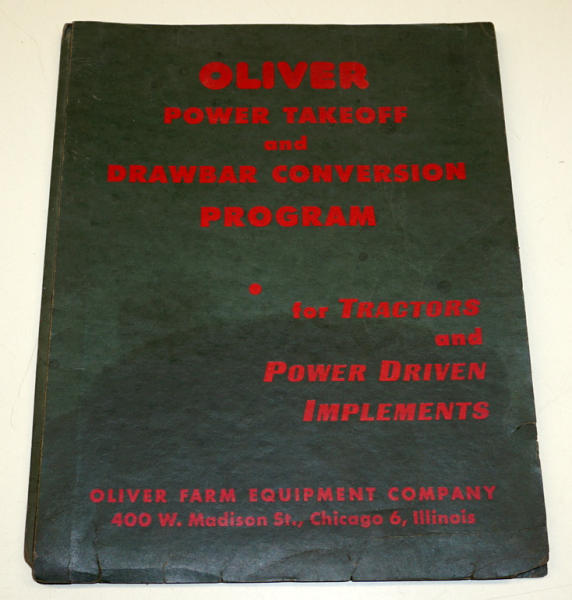 OLIVER
POWER TAKEOFF
and
DRAWBAR CONVERSION
PROGRAM
• for TRACTORS
and
POWER DRIVEN
IMPLEMENTS
OLIVER FARM EQUIPMENT COMPANY
400 W. Madison St., Chicago 6, Illinois